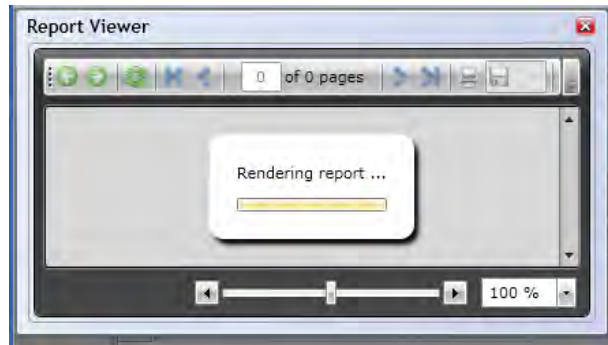 Report Viewer
0 of 0 pages
Rendering report ...
100 %